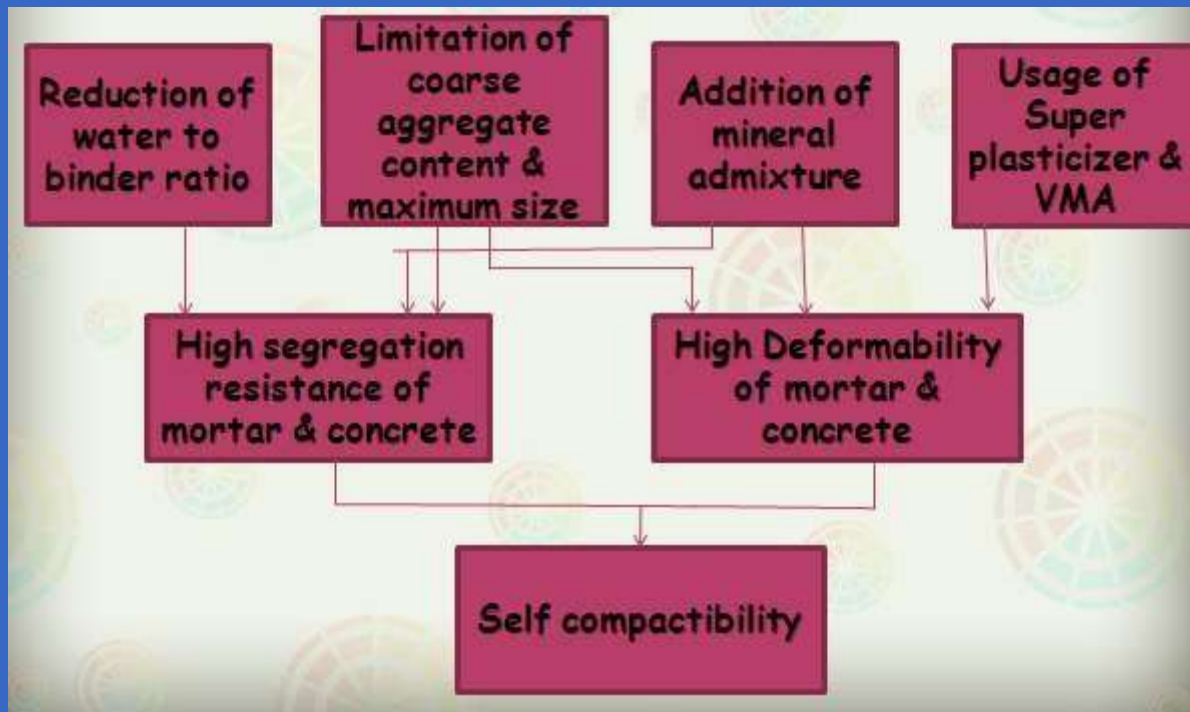 Reduction of
water to
binder ratio
Limitation of
coarse
aggregate
content &
maximum size
Addition of
mineral
admixture
Usage of
Super
plasticizer &
VMA
High segregation
resistance of
mortar & concrete
High Deformability
of mortar &
concrete
Self compactibility